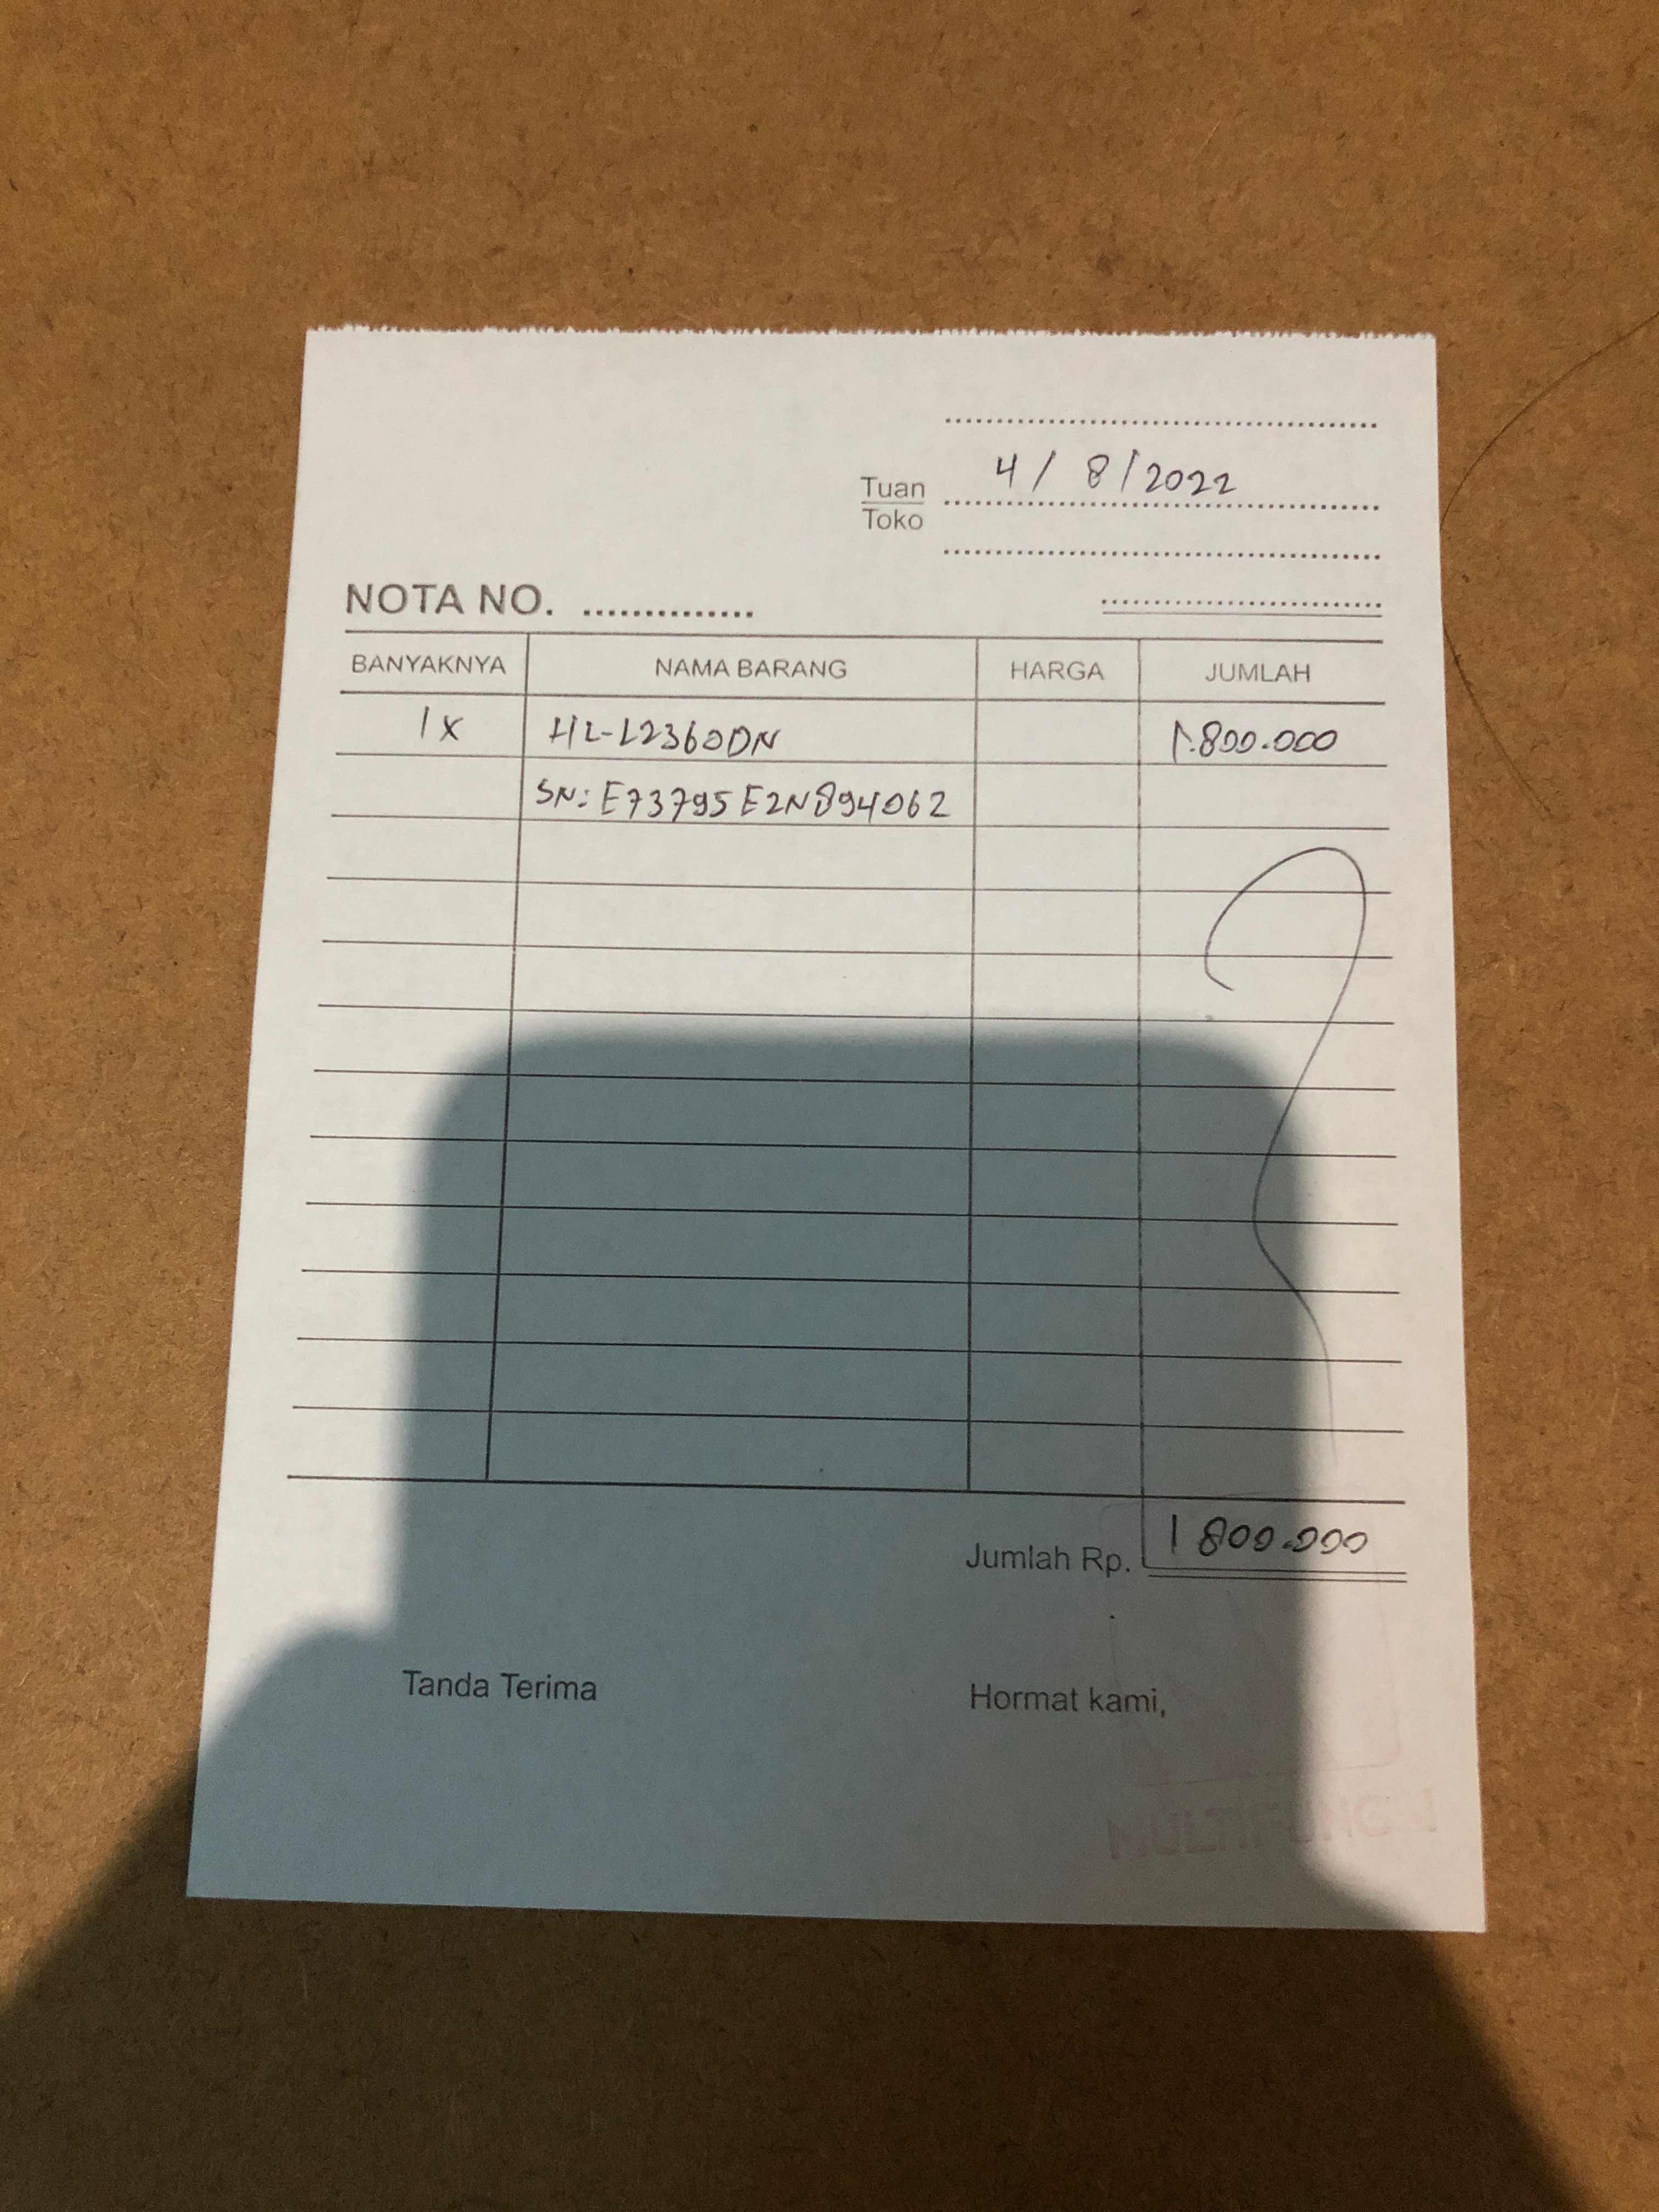 4/8/2022
Tuan
Toko
NOTA NO. ..............
BANYAKNYA NAMA BARANG HARGA JUMLAH
1x HL-L2360DN 1.800.000
SN: E73795E2N894062
Jumlah Rp. 1 800.000
Tanda Terima Hormat kami,